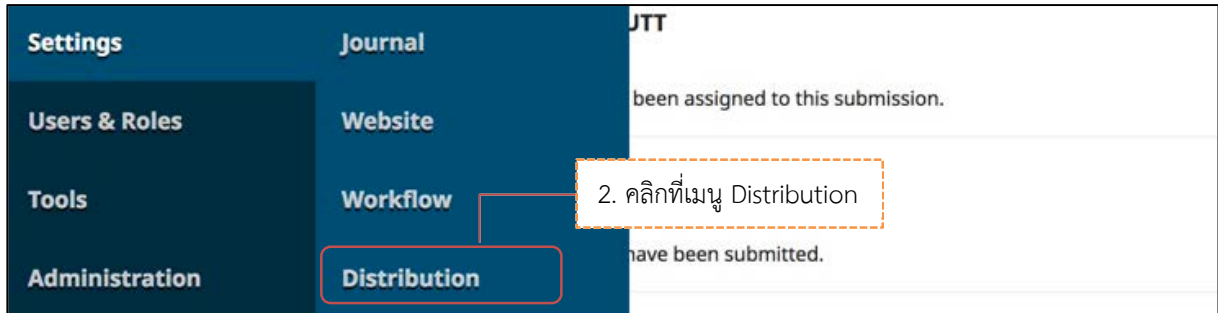 Settings
Users & Roles
Tools
Administration
Journal
Website
Workflow
Distribution
been assigned to this submission.
2. คลิกที่เมนู Distribution
have been submitted.